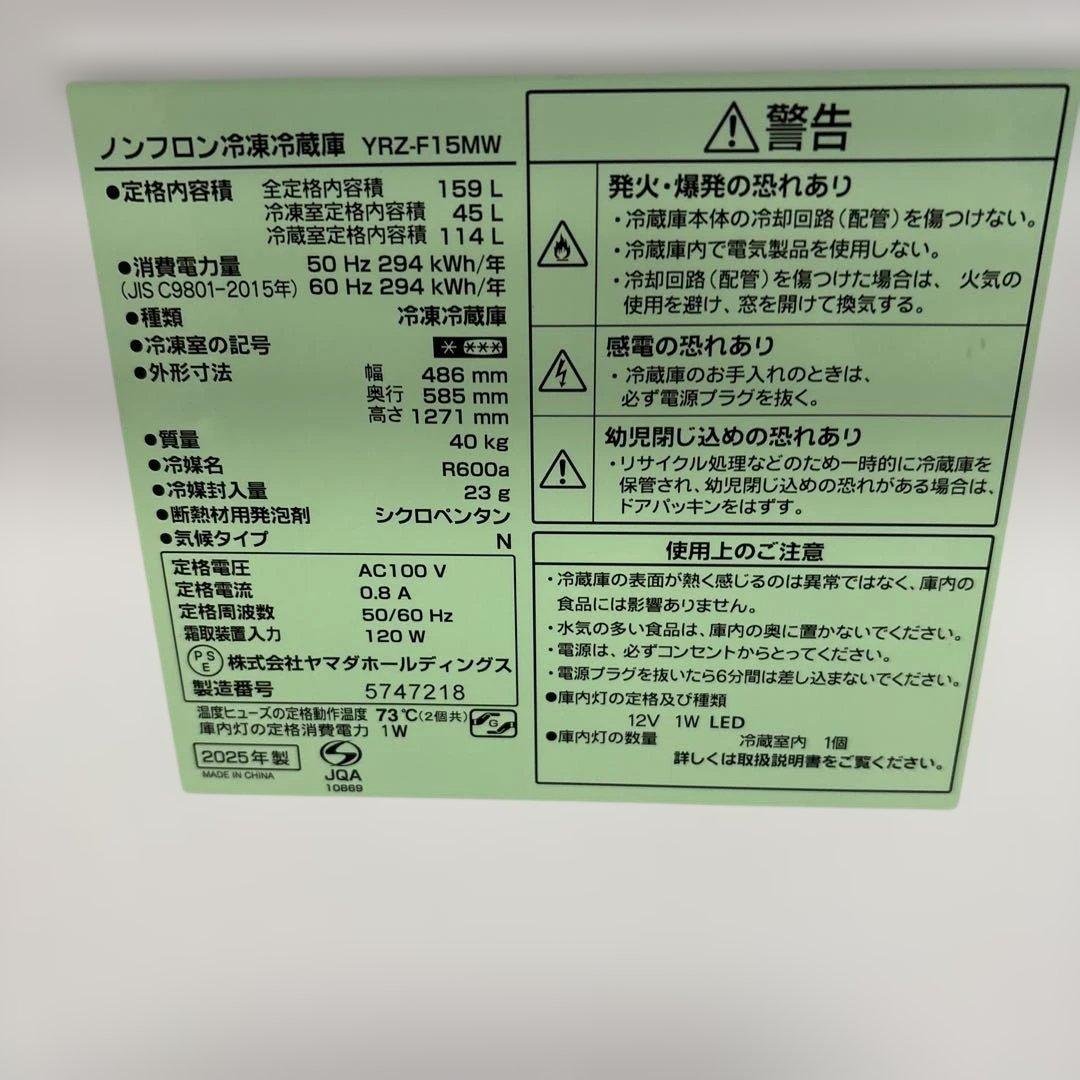 ノンフロン冷凍冷蔵庫 YRZ-F15MW
●定格内容積 全定格内容積 159 L
冷凍室定格内容積 45 L
冷蔵室定格内容積 114 L
●消費電力量 50 Hz 294 kWh/年
(JIS C9801-2015年) 60 Hz 294 kWh/年
●種類 冷凍冷蔵庫
●冷凍室の記号 * ***
●外形寸法 幅 486 mm
奥行 585 mm
高さ 1271 mm
●質量 40 kg
●冷媒名 R600a
●冷媒封入量 23 g
●断熱材用発泡剤 シクロペンタン
●気候タイプ N
定格電圧 AC100 V
定格電流 0.8 A
定格周波数 50/60 Hz
霜取装置入力 120 W
PSE 株式会社ヤマダホールディングス
製造番号 5747218
温度ヒューズの定格動作温度 73℃(2個共)
庫内灯の定格消費電力 1W
G
2025年製
MADE IN CHINA
JQA
10869
警告
発火・爆発の恐れあり
・冷蔵庫本体の冷却回路(配管)を傷つけない。
・冷蔵庫内で電気製品を使用しない。
・冷却回路(配管)を傷つけた場合は、 火気の
使用を避け、窓を開けて換気する。
感電の恐れあり
・冷蔵庫のお手入れのときは、
必ず電源プラグを抜く。
幼児閉じ込めの恐れあり
・リサイクル処理などのため一時的に冷蔵庫を
保管され、幼児閉じ込めの恐れがある場合は、
ドアパッキンをはずす。
使用上のご注意
・冷蔵庫の表面が熱く感じるのは異常ではなく、庫内の
食品には影響ありません。
・水気の多い食品は、庫内の奥に置かないでください。
・電源は、必ずコンセントからとってください。
・電源プラグを抜いたら6分間は差し込まないでください。
●庫内灯の定格及び種類
12V 1W LED
●庫内灯の数量 冷蔵室内 1個
詳しくは取扱説明書をご覧ください。